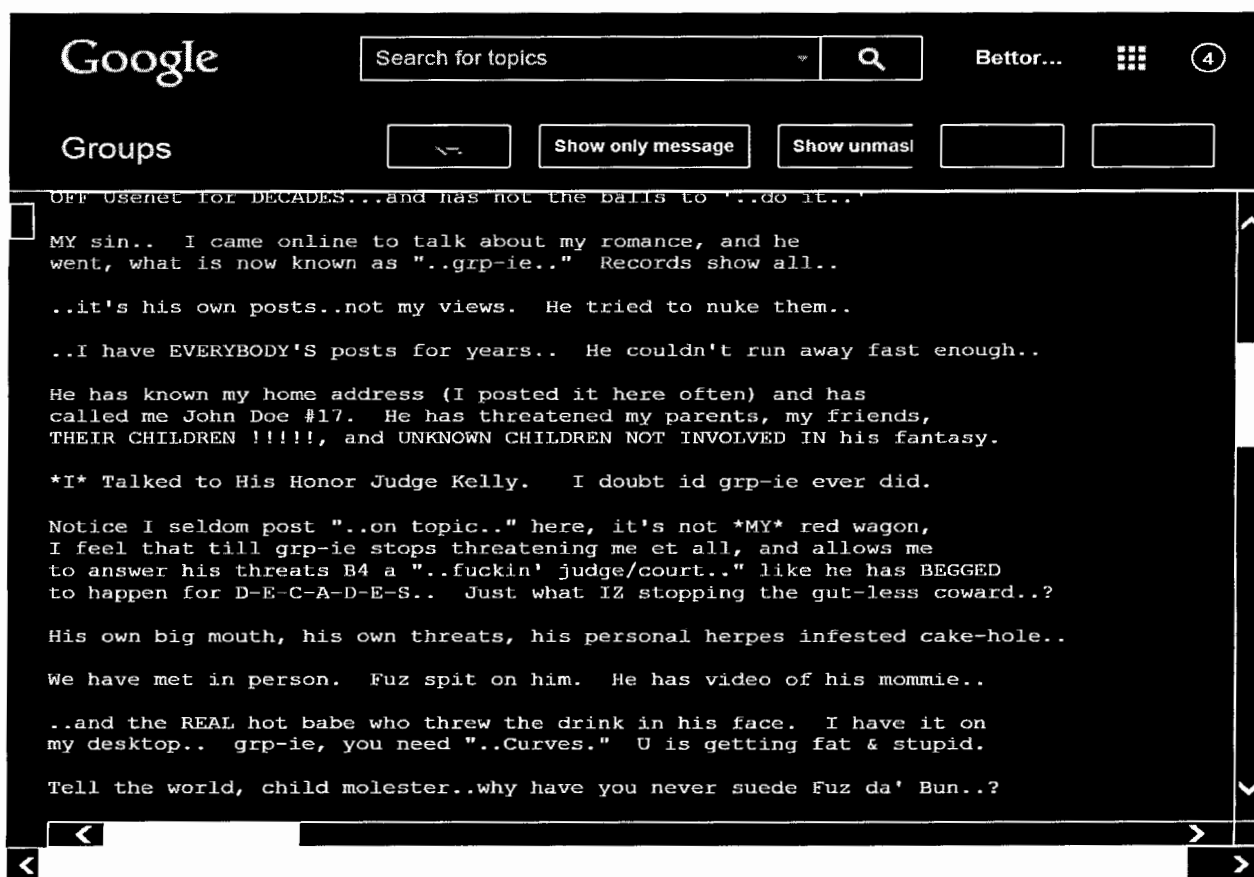 Google
Search for topics
Bettor...
4
Groups
Show only message
Show unmasl
OFF Usenet for DECADES...and has not the balls to '..do it..'
MY sin.. I came online to talk about my romance, and he
went, what is now known as "..grp-ie.." Records show all..
..it's his own posts..not my views. He tried to nuke them..
..I have EVERYBODY'S posts for years.. He couldn't run away fast enough..
He has known my home address (I posted it here often) and has
called me John Doe #17. He has threatened my parents, my friends,
THEIR CHILDREN !!!!!, and UNKNOWN CHILDREN NOT INVOLVED IN his fantasy.
*I* Talked to His Honor Judge Kelly. I doubt id grp-ie ever did.
Notice I seldom post "..on topic.." here, it's not *MY* red wagon,
I feel that till grp-ie stops threatening me et all, and allows me
to answer his threats B4 a "..fuckin' judge/court.." like he has BEGGED
to happen for D-E-C-A-D-E-S.. Just what IZ stopping the gut-less coward..?
His own big mouth, his own threats, his personal herpes infested cake-hole..
We have met in person. Fuz spit on him. He has video of his mommie..
..and the REAL hot babe who threw the drink in his face. I have it on
my desktop.. grp-ie, you need "..Curves." U is getting fat & stupid.
Tell the world, child molester..why have you never suede Fuz da' Bun..?